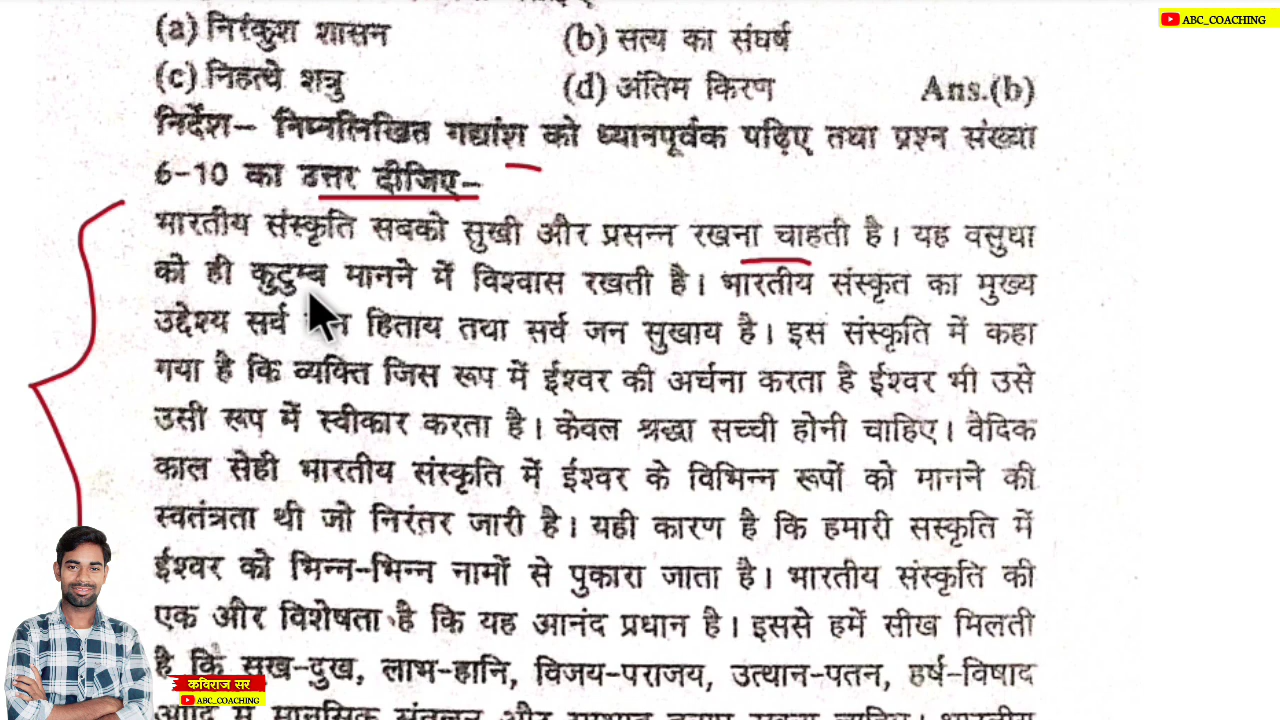 ABC_COACHING
(a) निरंकुश शासन (b) सत्य का संघर्ष
(c) निहत्थे शत्रु (d) अंतिम किरण Ans.(b)
निर्देश– निम्नलिखित गद्यांश को ध्यानपूर्वक पढ़िए तथा प्रश्न संख्या
6-10 का उत्तर दीजिए–
भारतीय संस्कृति सबको सुखी और प्रसन्न रखना चाहती है। यह वसुधा
को ही कुटुम्ब मानने में विश्वास रखती है। भारतीय संस्कृत का मुख्य
उद्देश्य सर्व हिताय तथा सर्व जन सुखाय है। इस संस्कृति में कहा
गया है कि व्यक्ति जिस रूप में ईश्वर की अर्चना करता है ईश्वर भी उसे
उसी रूप में स्वीकार करता है। केवल श्रद्धा सच्ची होनी चाहिए। वैदिक
काल सेही भारतीय संस्कृति में ईश्वर के विभिन्न रूपों को मानने की
स्वतंत्रता थी जो निरंतर जारी है। यही कारण है कि हमारी सस्कृति में
ईश्वर को भिन्न-भिन्न नामों से पुकारा जाता है। भारतीय संस्कृति की
एक और विशेषता है कि यह आनंद प्रधान है। इससे हमें सीख मिलती
है कि सुख-दुख, लाभ-हानि, विजय-पराजय, उत्थान-पतन, हर्ष-विषाद
कविराज सर
ABC_COACHING